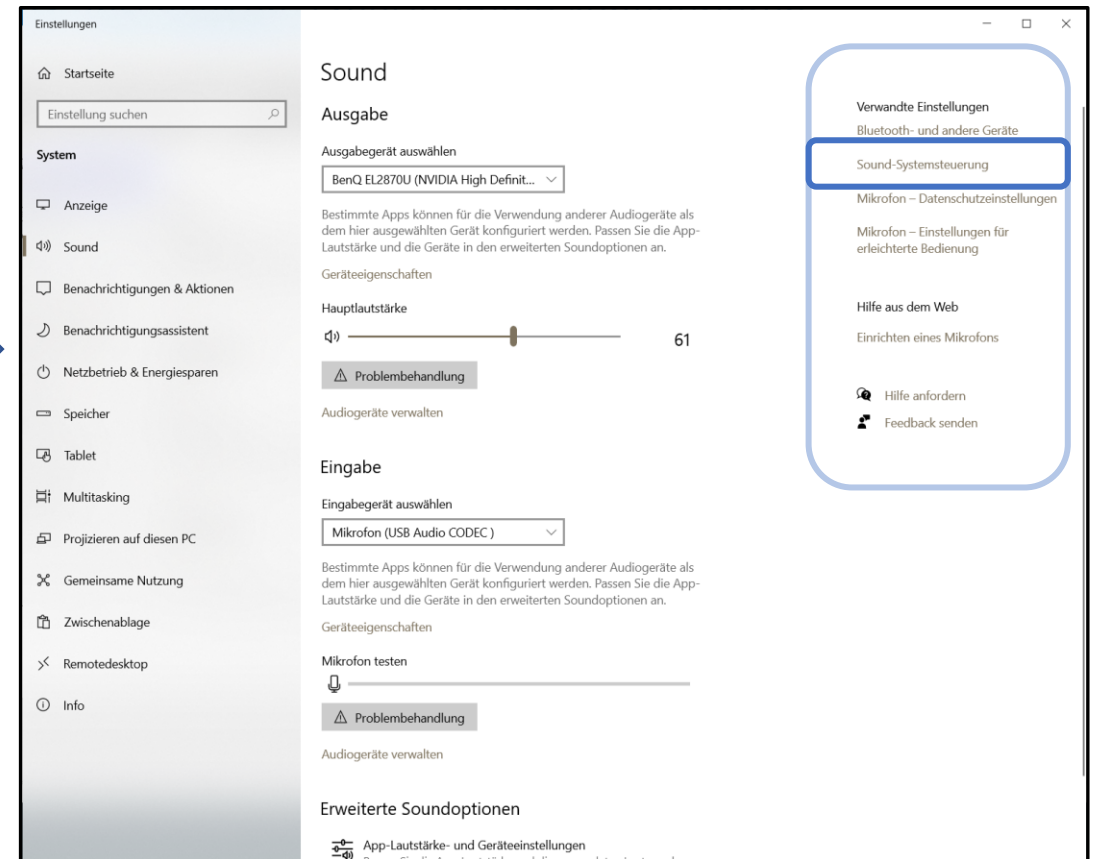 Einstellungen
Startseite
Einstellung suchen
System
Anzeige
Sound
Benachrichtigungen & Aktionen
Benachrichtigungsassistent
Netzbetrieb & Energiesparen
Speicher
Tablet
Multitasking
Projizieren auf diesen PC
Gemeinsame Nutzung
Zwischenablage
Remotedesktop
Info
Sound
Ausgabe
Ausgabegerät auswählen
BenQ EL2870U (NVIDIA High Definit...
Bestimmte Apps können für die Verwendung anderer Audiogeräte als
dem hier ausgewählten Gerät konfiguriert werden. Passen Sie die App-
Lautstärke und die Geräte in den erweiterten Soundoptionen an.
Geräteeigenschaften
Hauptlautstärke
61
Problembehandlung
Audiogeräte verwalten
Eingabe
Eingabegerät auswählen
Mikrofon (USB Audio CODEC )
Bestimmte Apps können für die Verwendung anderer Audiogeräte als
dem hier ausgewählten Gerät konfiguriert werden. Passen Sie die App-
Lautstärke und die Geräte in den erweiterten Soundoptionen an.
Geräteeigenschaften
Mikrofon testen
Problembehandlung
Audiogeräte verwalten
Erweiterte Soundoptionen
App-Lautstärke- und Geräteeinstellungen
Verwandte Einstellungen
Bluetooth- und andere Geräte
Sound-Systemsteuerung
Mikrofon – Datenschutzeinstellungen
Mikrofon – Einstellungen für
erleichterte Bedienung
Hilfe aus dem Web
Einrichten eines Mikrofons
Hilfe anfordern
Feedback senden